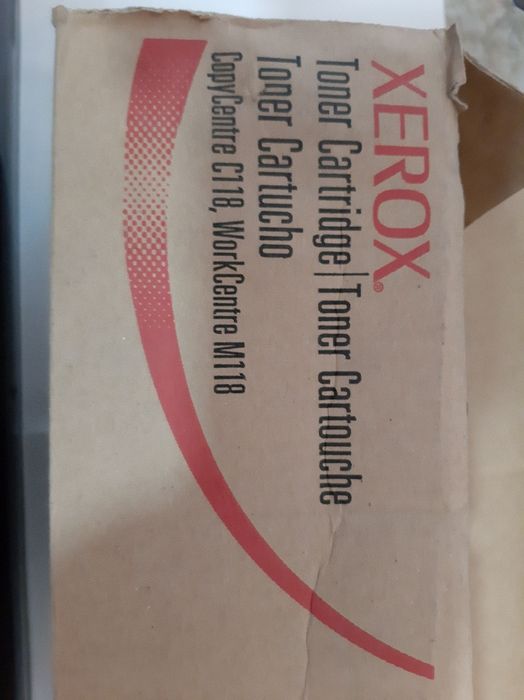 XEROX®
Toner Cartridge | Toner Cartouche
Toner Cartucho
CopyCentre C118, WorkCentre M118